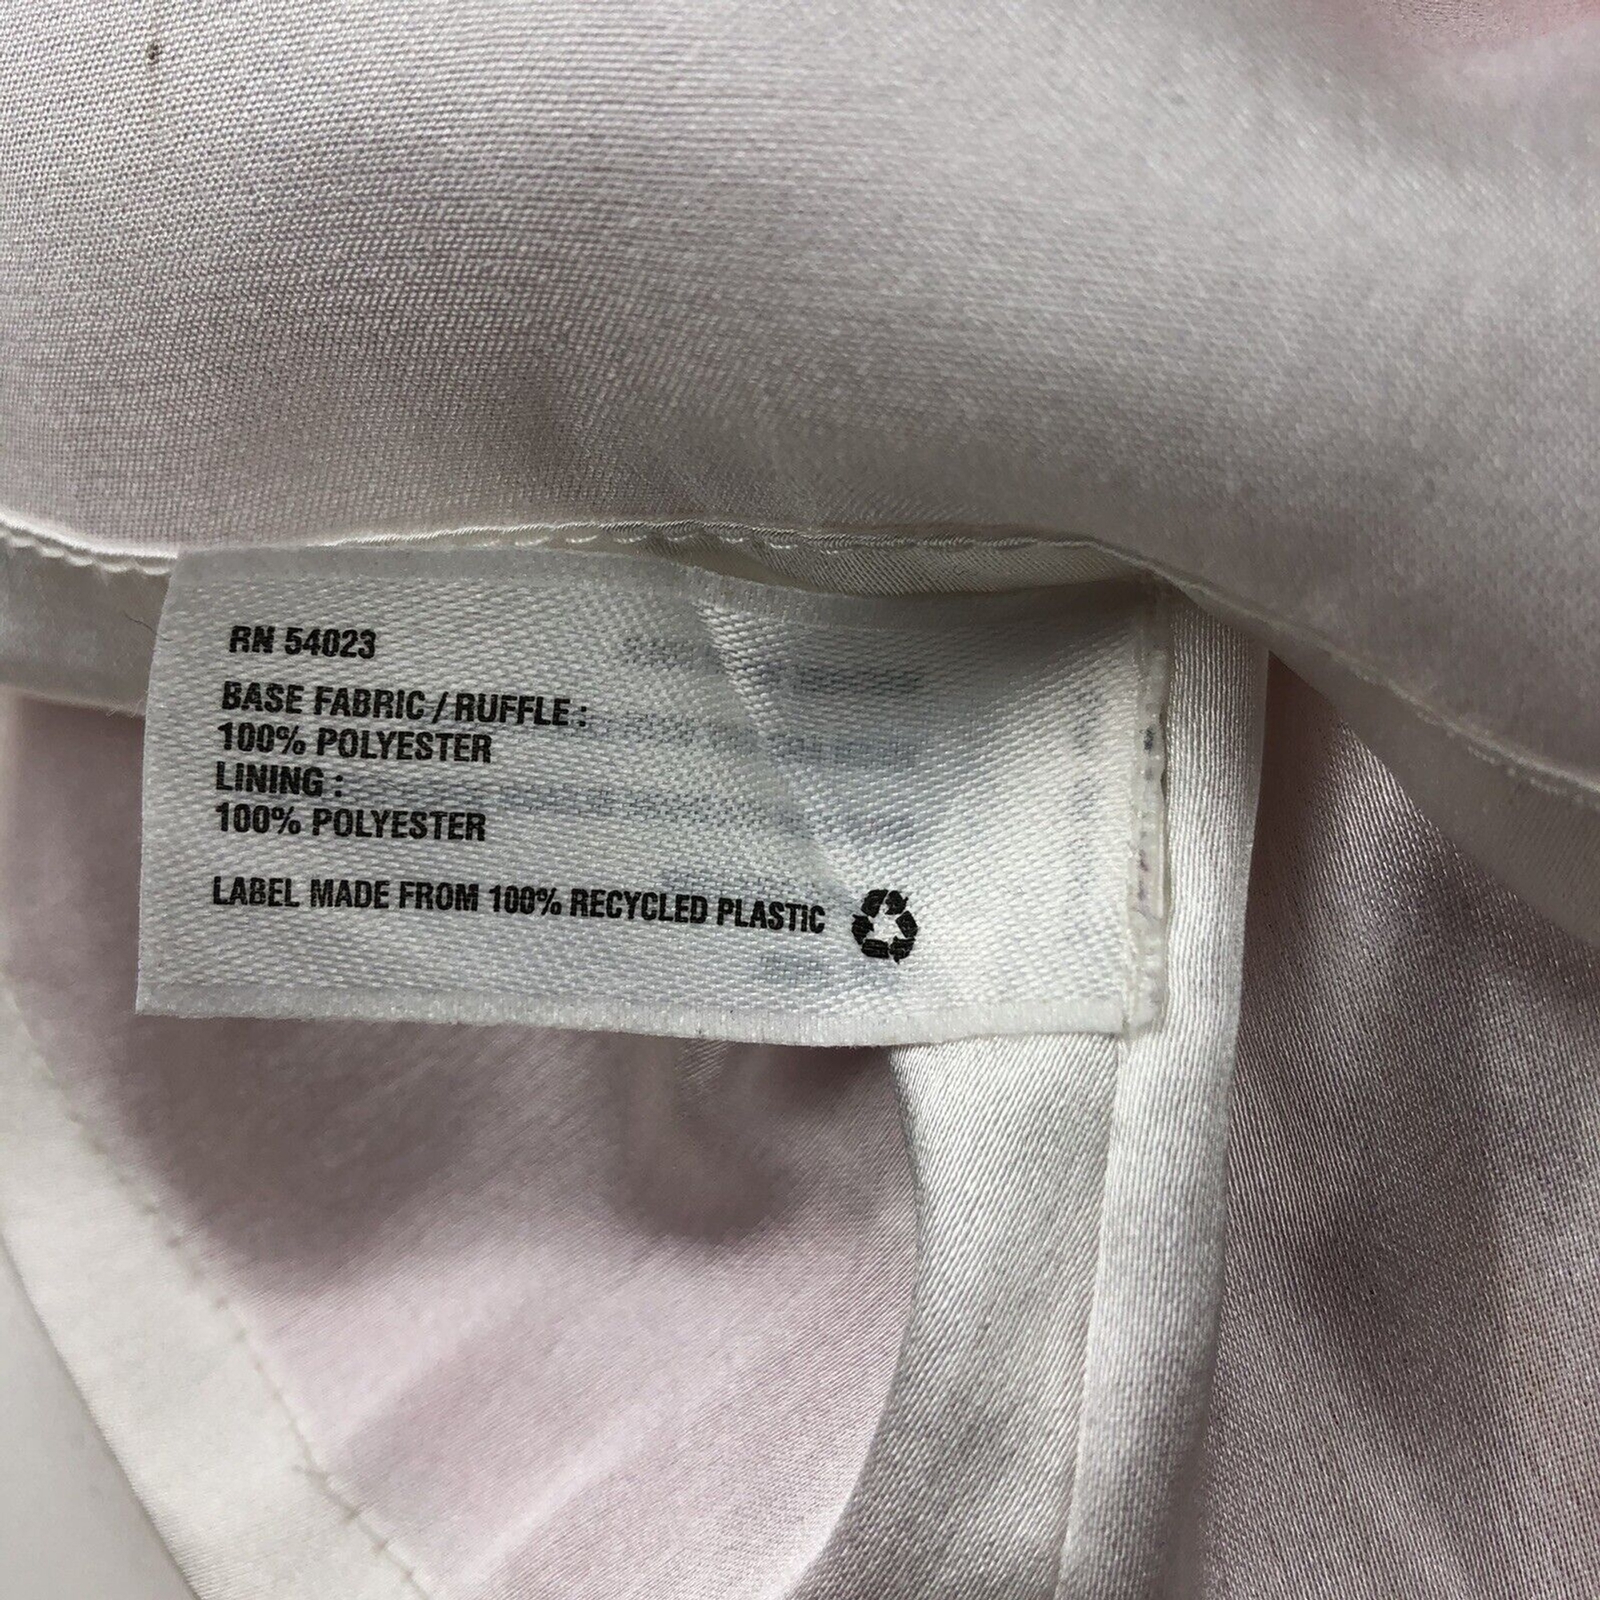 RN 54023
BASE FABRIC / RUFFLE :
100% POLYESTER
LINING :
100% POLYESTER
LABEL MADE FROM 100% RECYCLED PLASTIC